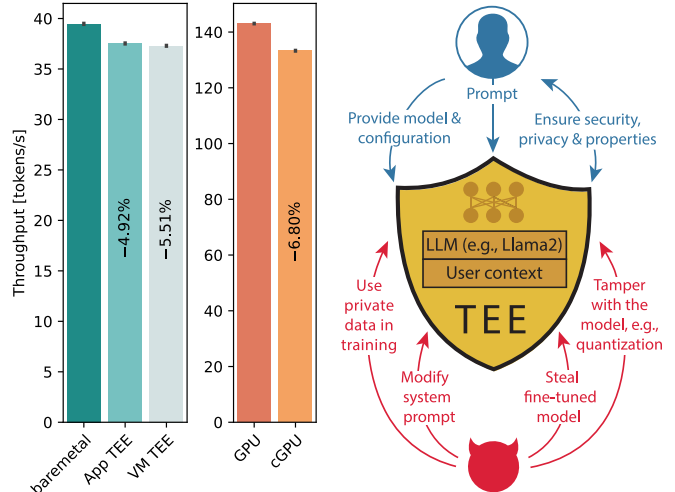 Throughput [tokens/s]
40
35
30
25
20
15
10
5
0
−4.92%
−5.51%
baremetal
App TEE
VM TEE
140
120
100
80
60
40
20
0
−6.80%
GPU
cGPU
Prompt
Provide model &
configuration
Ensure security,
privacy & properties
LLM (e.g., Llama2)
User context
TEE
Use
private
data in
training
Tamper
with the
model, e.g.,
quantization
Modify
system
prompt
Steal
fine-tuned
model